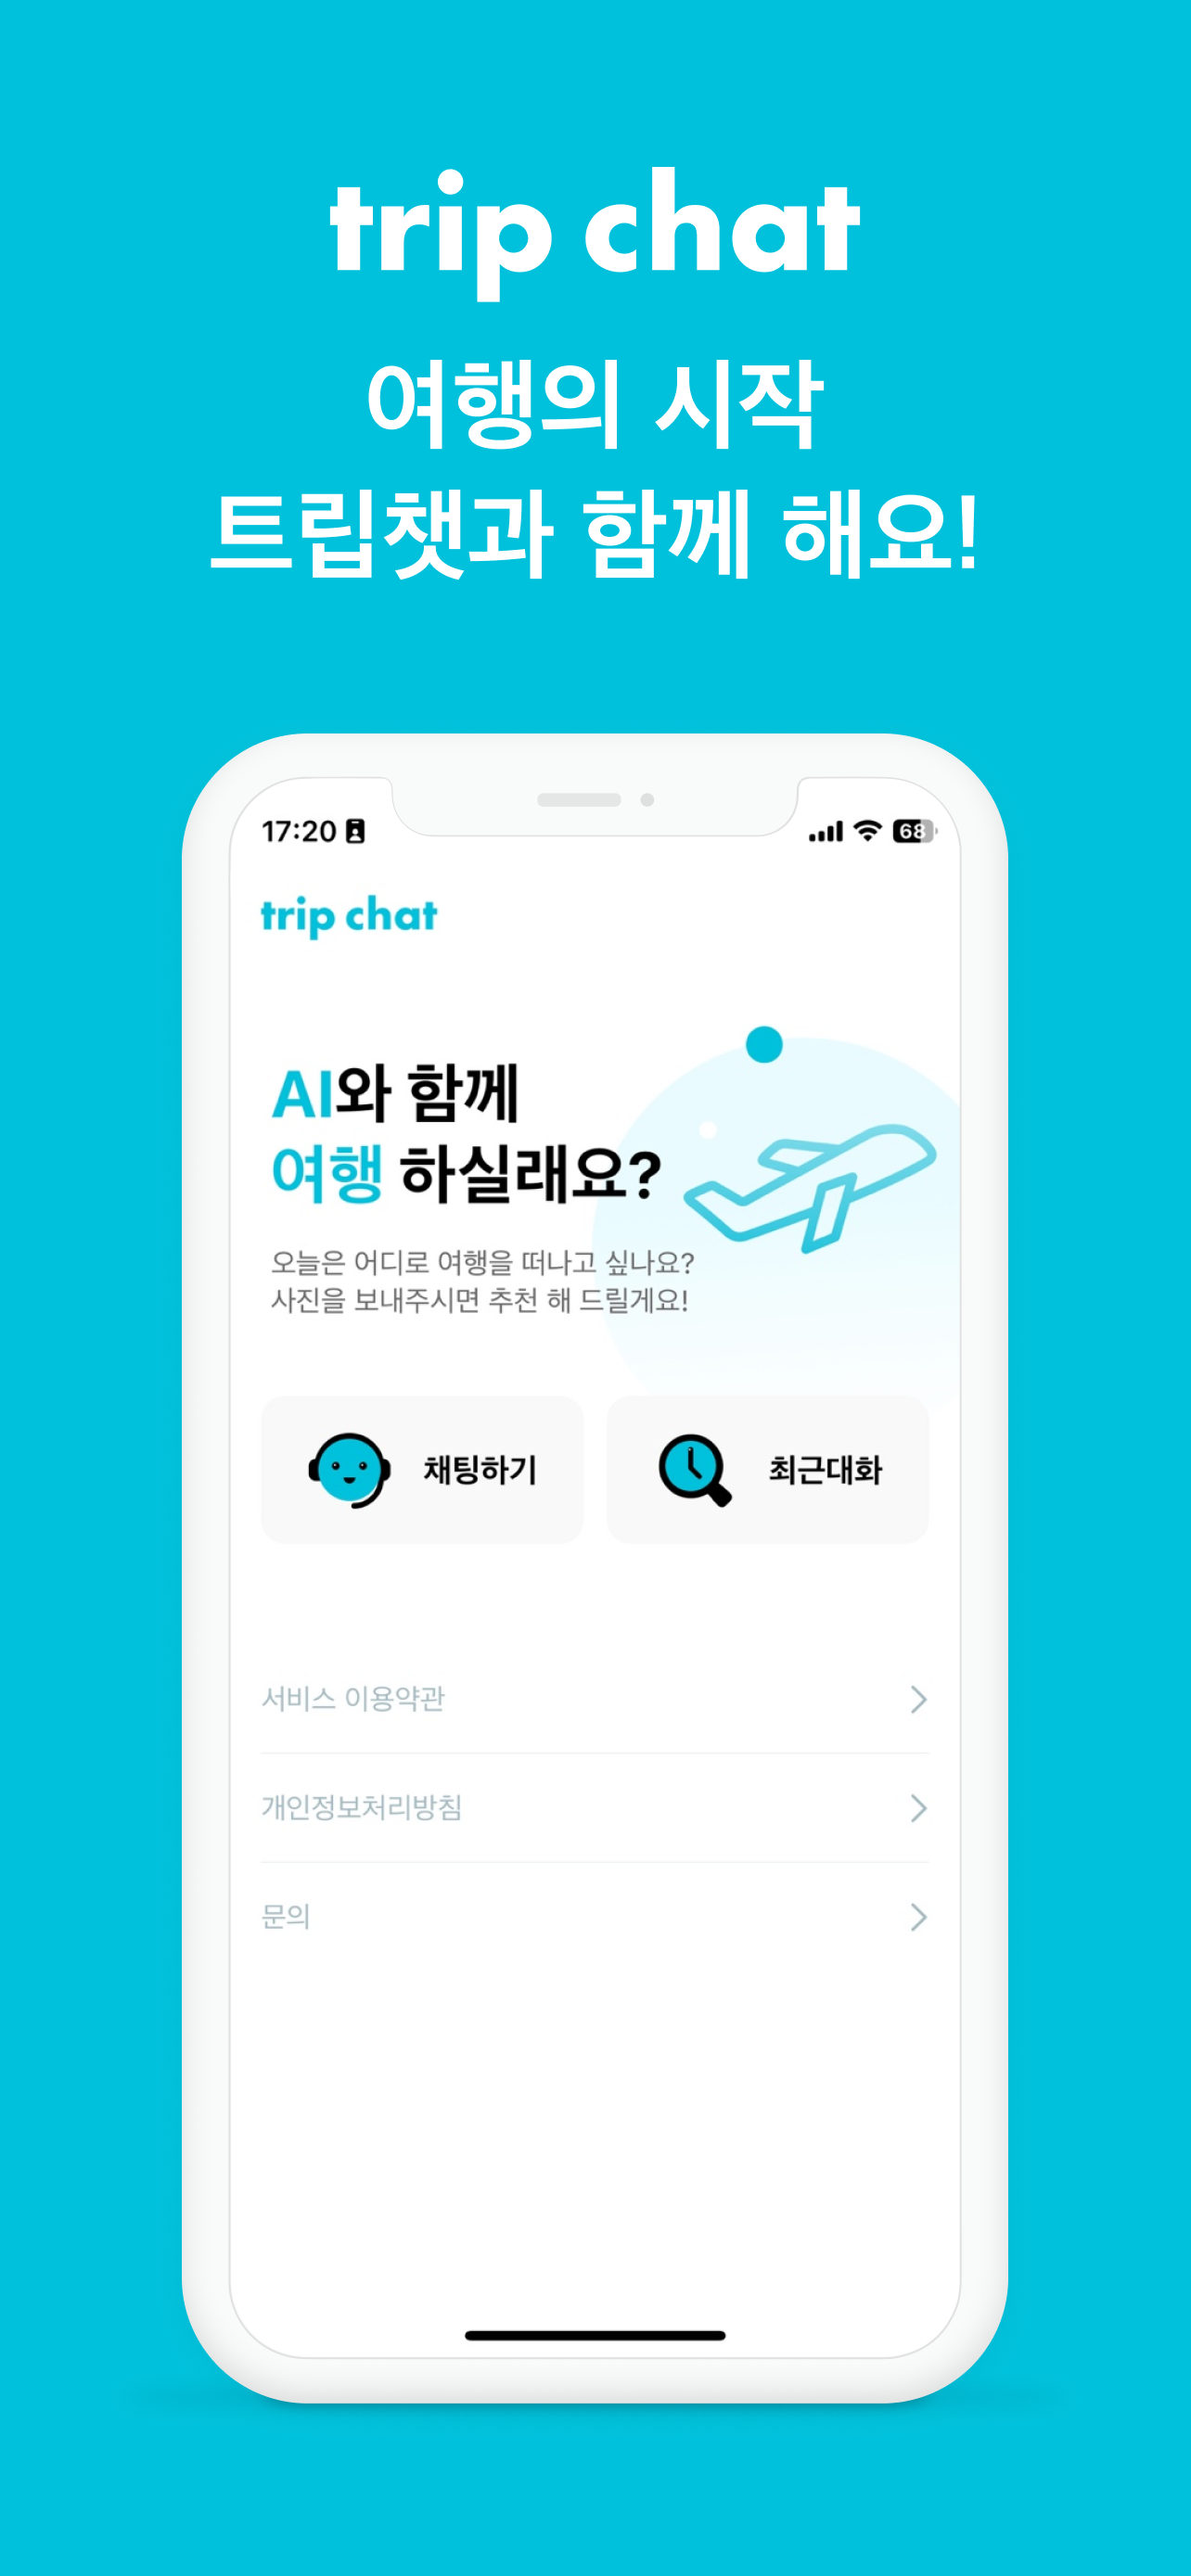 trip chat
여행의 시작
트립챗과 함께 해요!
17:20
68
trip chat
AI와 함께
여행 하실래요?
오늘은 어디로 여행을 떠나고 싶나요?
사진을 보내주시면 추천 해 드릴게요!
채팅하기
최근대화
서비스 이용약관
개인정보처리방침
문의